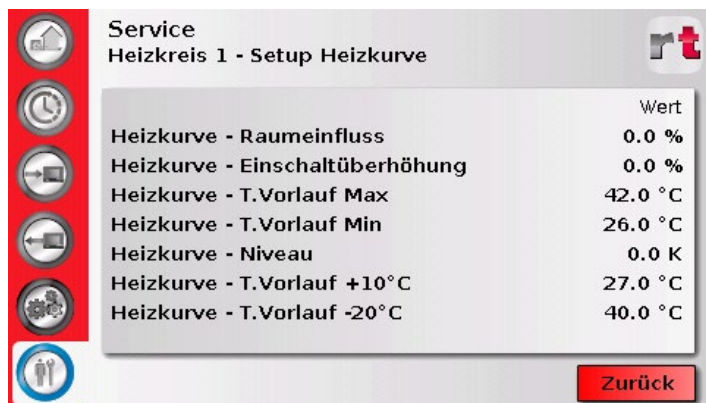 Service
Heizkreis 1 - Setup Heizkurve
rt
Wert
Heizkurve - Raumeinfluss 0.0 %
Heizkurve - Einschaltüberhöhung 0.0 %
Heizkurve - T.Vorlauf Max 42.0 °C
Heizkurve - T.Vorlauf Min 26.0 °C
Heizkurve - Niveau 0.0 K
Heizkurve - T.Vorlauf +10°C 27.0 °C
Heizkurve - T.Vorlauf -20°C 40.0 °C
Zurück